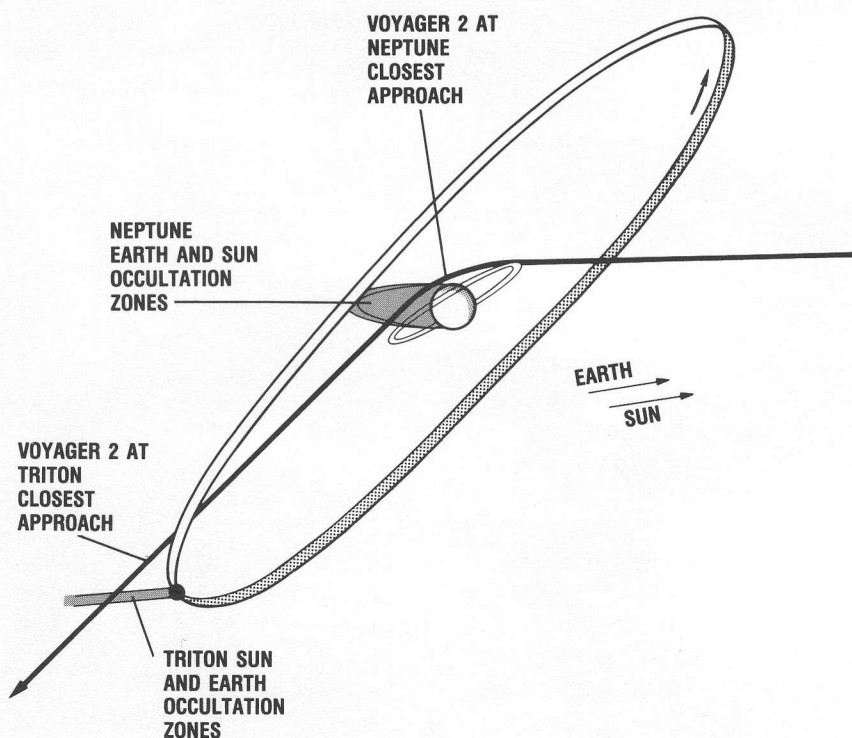 VOYAGER 2 AT
NEPTUNE
CLOSEST
APPROACH
NEPTUNE
EARTH AND SUN
OCCULTATION
ZONES
EARTH
SUN
VOYAGER 2 AT
TRITON
CLOSEST
APPROACH
TRITON SUN
AND EARTH
OCCULTATION
ZONES